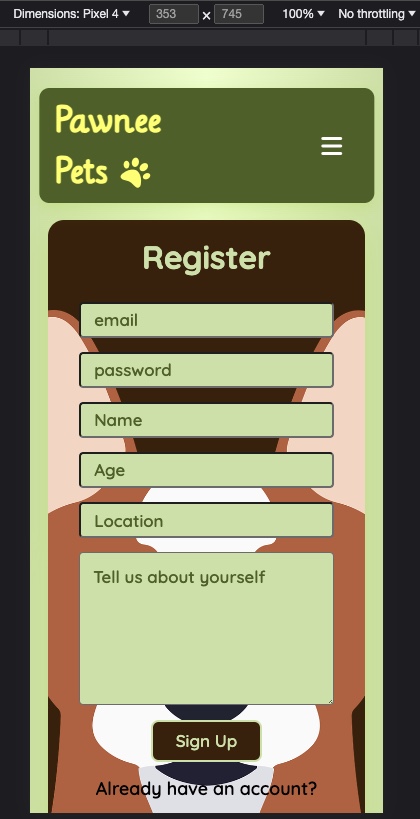 Dimensions: Pixel 4 353 × 745 100% No throttling
Pawnee
Pets
Register
email
password
Name
Age
Location
Tell us about yourself
Sign Up
Already have an account?